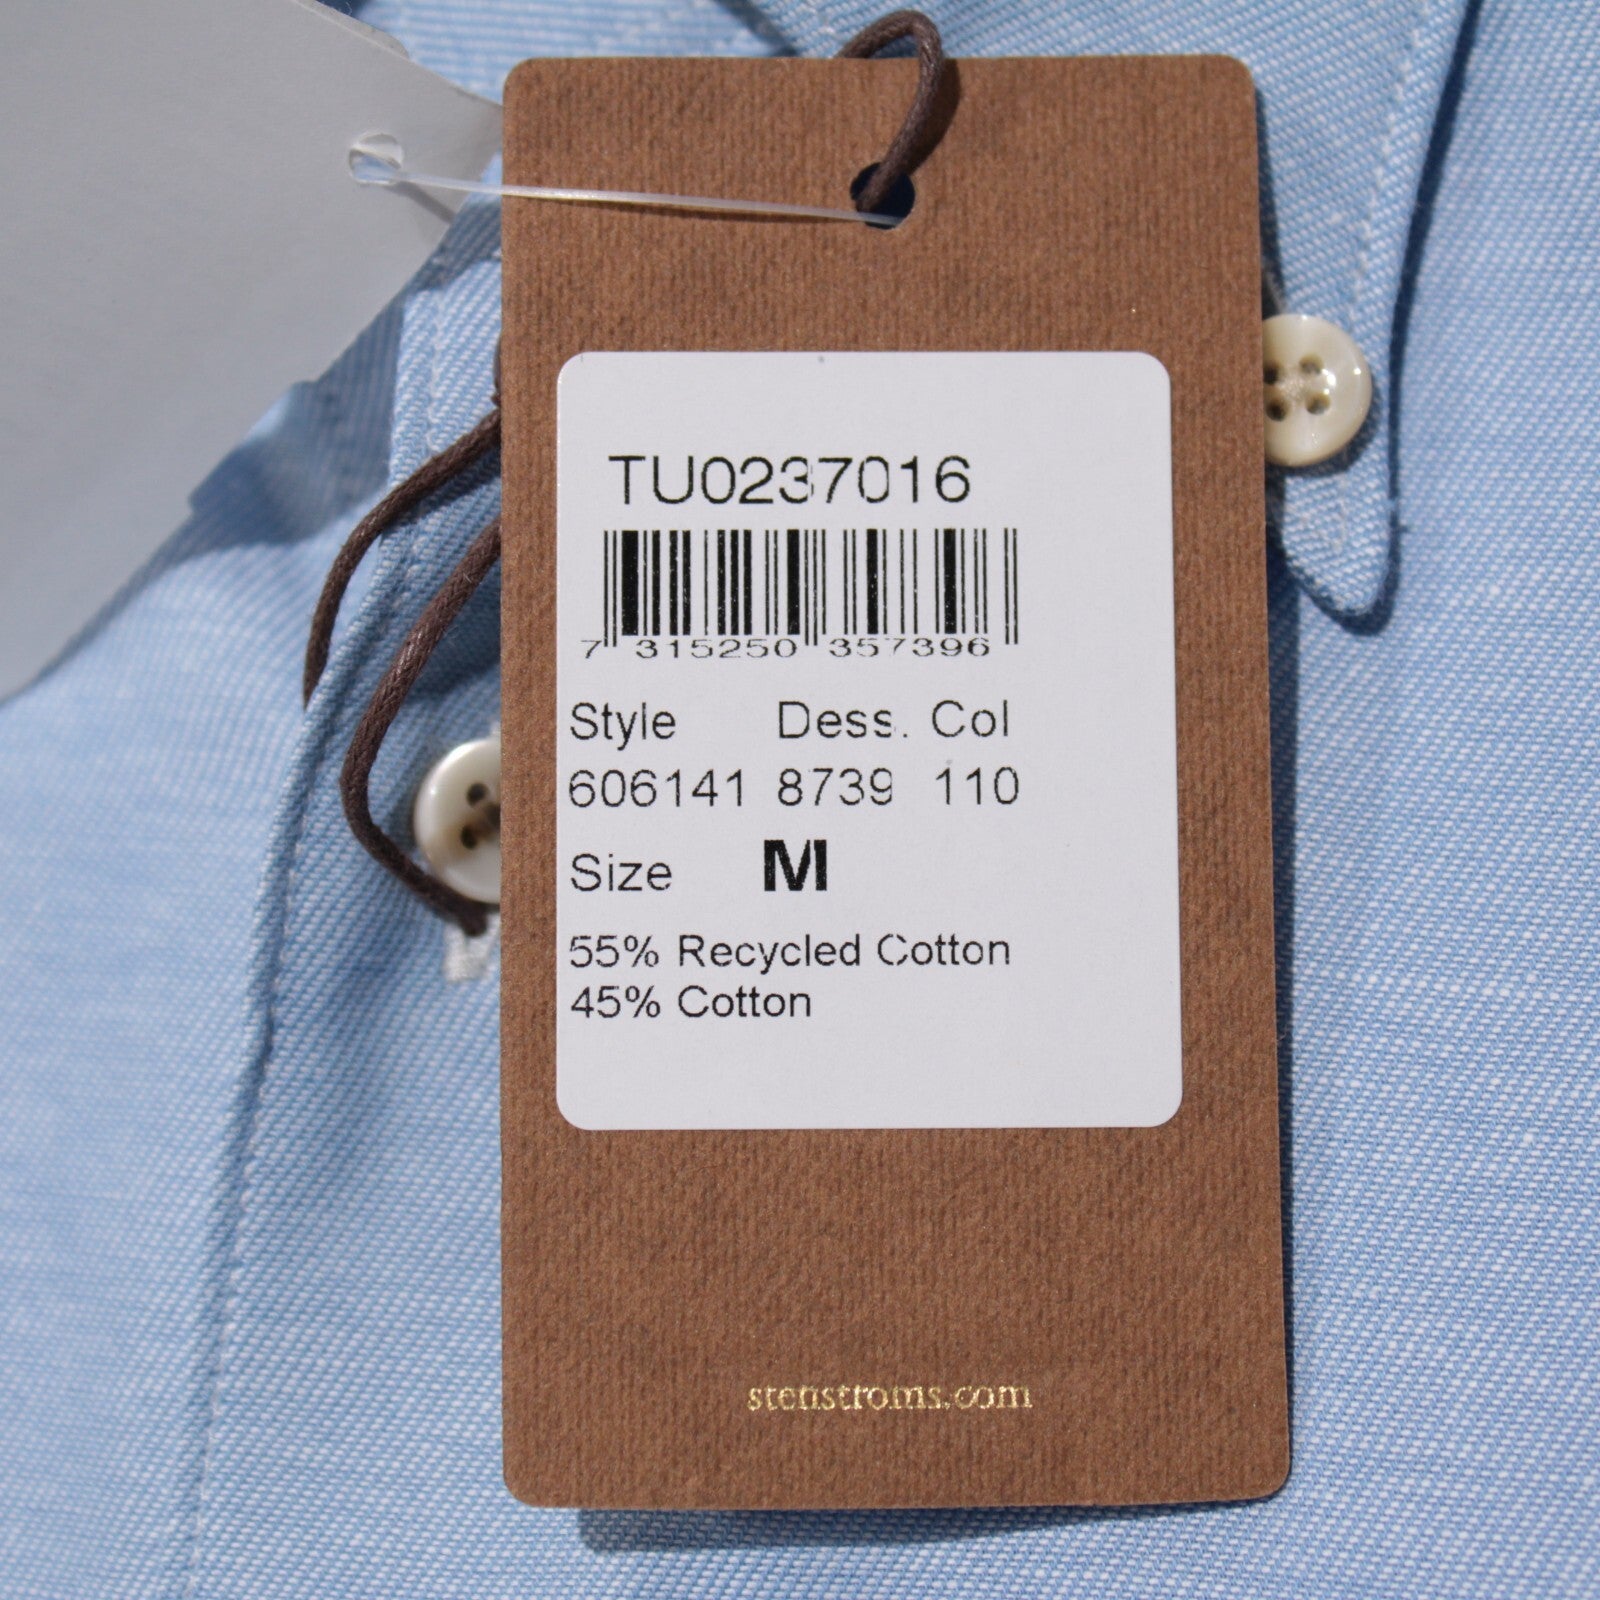 TU0237016
7 315250 357396
Style Dess. Col
606141 8739 110
Size M
55% Recycled Cotton
45% Cotton
stenstroms.com